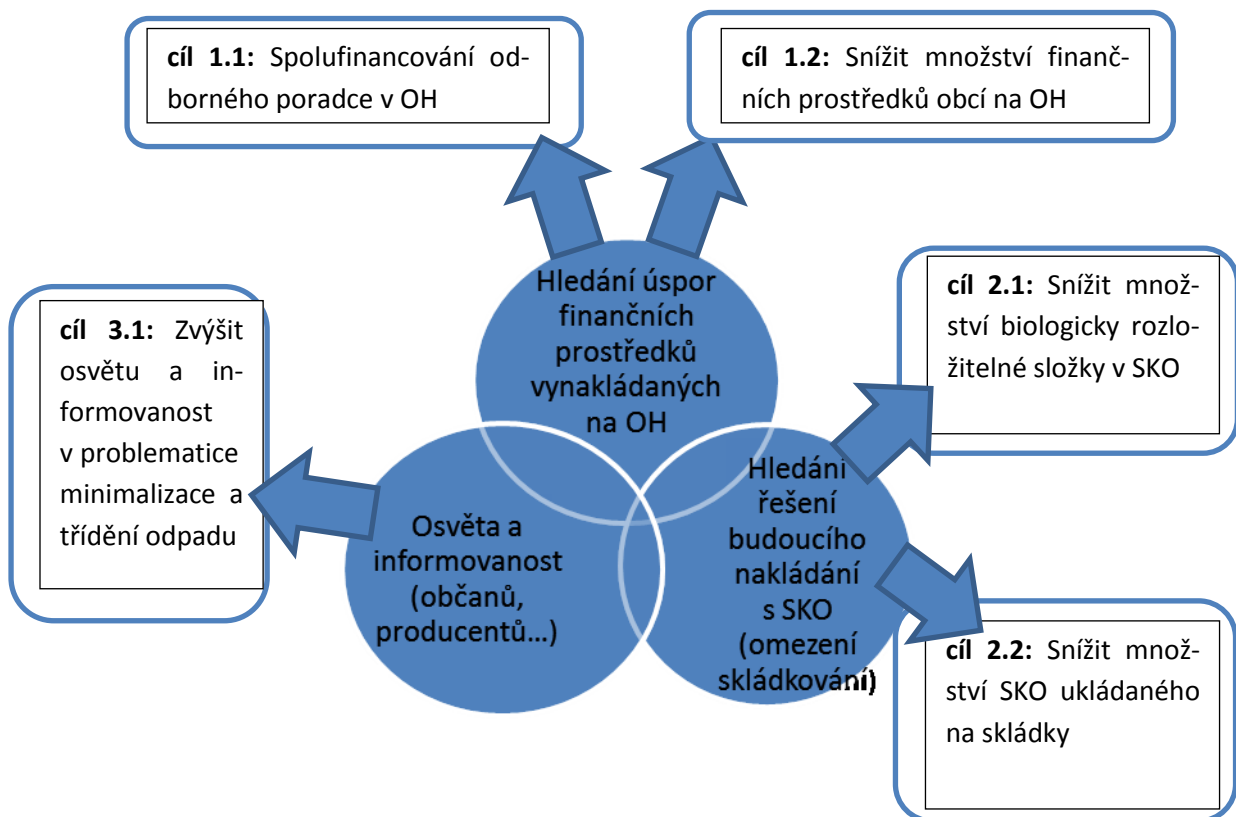 cíl 1.1: Spolufinancování od-
borného poradce v OH
cíl 1.2: Snížit množství finanč-
ních prostředků obcí na OH
Hledání úspor
finančních
prostředků
vynakládaných
na OH
cíl 2.1: Snížit množ-
ství biologicky rozlo-
žitelné složky v SKO
cíl 3.1: Zvýšit
osvětu a in-
formovanost
v problematice
minimalizace a
třídění odpadu
Osvěta a
informovanost
(občanů,
producentů…)
Hledáni
řešení
budoucího
nakládání
s SKO
(omezení
skládkování)
cíl 2.2: Snížit množ-
ství SKO ukládaného
na skládky